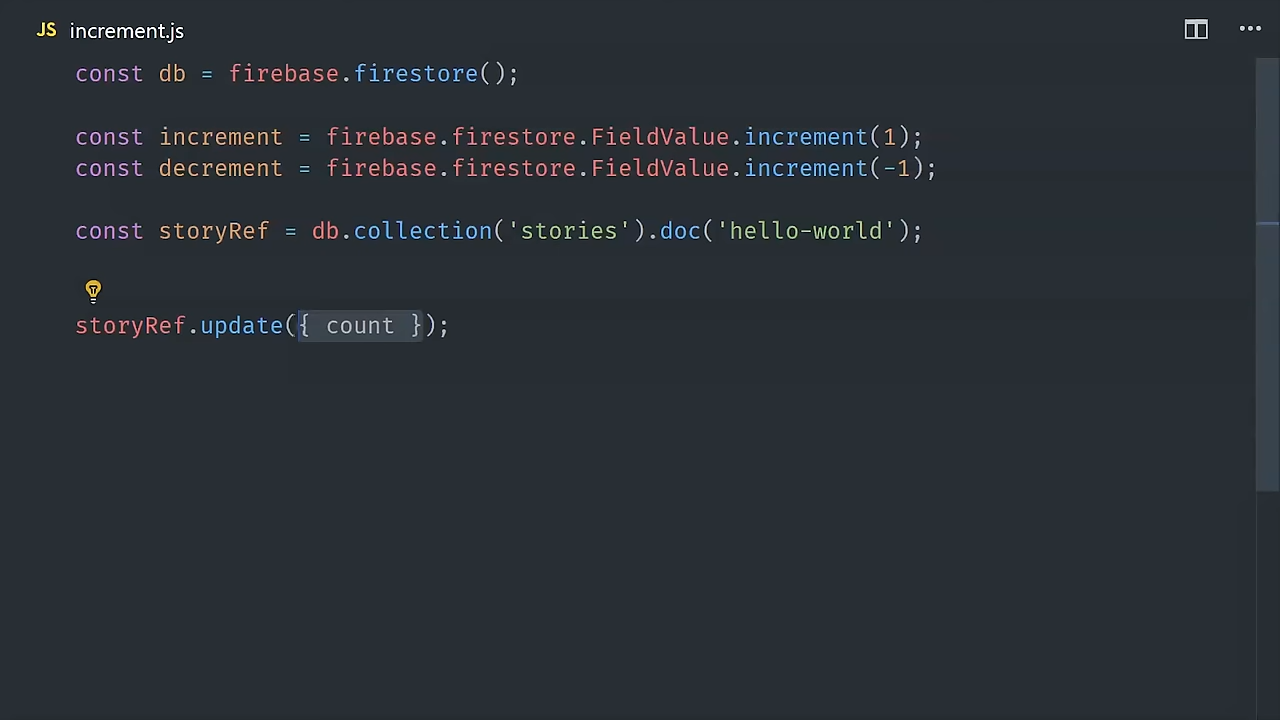 JS increment.js
const db = firebase.firestore();
const increment = firebase.firestore.FieldValue.increment(1);
const decrement = firebase.firestore.FieldValue.increment(-1);
const storyRef = db.collection('stories').doc('hello-world');
storyRef.update({ count });